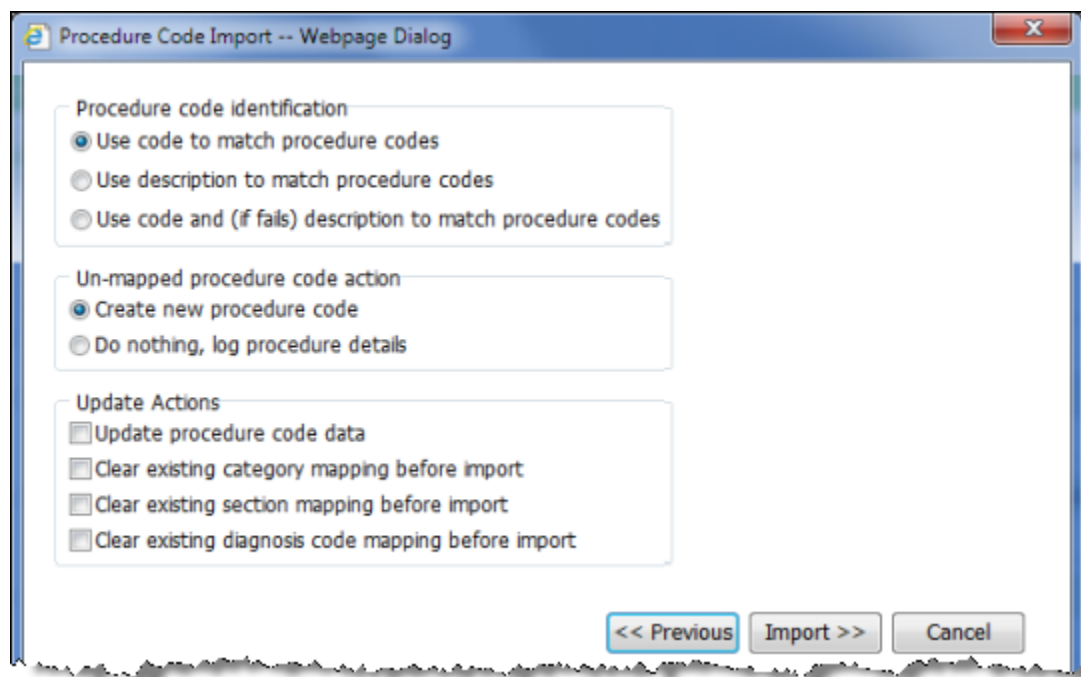 Procedure Code Import -- Webpage Dialog
Procedure code identification
Use code to match procedure codes
Use description to match procedure codes
Use code and (if fails) description to match procedure codes
Un-mapped procedure code action
Create new procedure code
Do nothing, log procedure details
Update Actions
Update procedure code data
Clear existing category mapping before import
Clear existing section mapping before import
Clear existing diagnosis code mapping before import
<< Previous Import >> Cancel